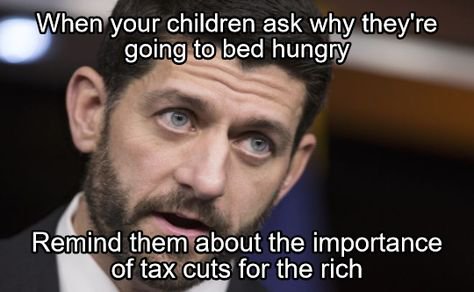 When your children ask why they're
going to bed hungry
Remind them about the importance
of tax cuts for the rich